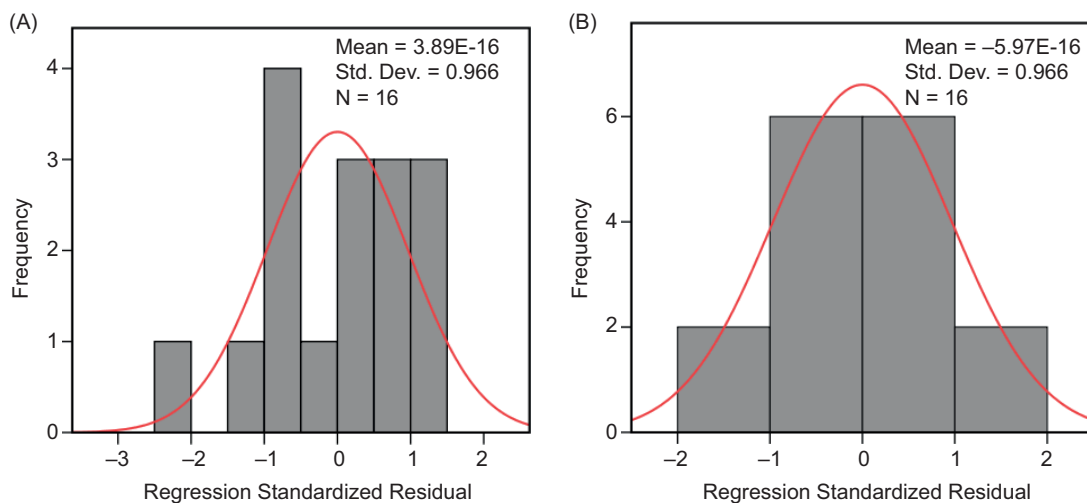 (A)
Mean = 3.89E-16
Std. Dev. = 0.966
N = 16
4
3
2
1
0
Frequency
–3 –2 –1 0 1 2
Regression Standardized Residual
(B)
Mean = –5.97E-16
Std. Dev. = 0.966
N = 16
6
4
2
0
Frequency
–2 –1 0 1 2
Regression Standardized Residual